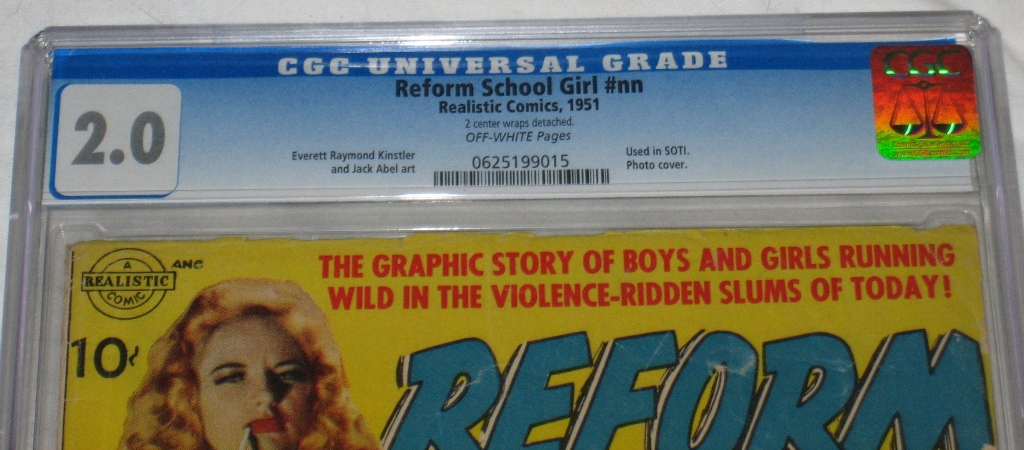 CGC UNIVERSAL GRADE
Reform School Girl #nn
Realistic Comics, 1951
2 center wraps detached.
OFF-WHITE Pages
2.0
Everett Raymond Kinstler
and Jack Abel art
0625199015
Used in SOTI.
Photo cover.
CGC
A
REALISTIC
COMIC
ANC
THE GRAPHIC STORY OF BOYS AND GIRLS RUNNING
WILD IN THE VIOLENCE-RIDDEN SLUMS OF TODAY!
10¢
REFORM